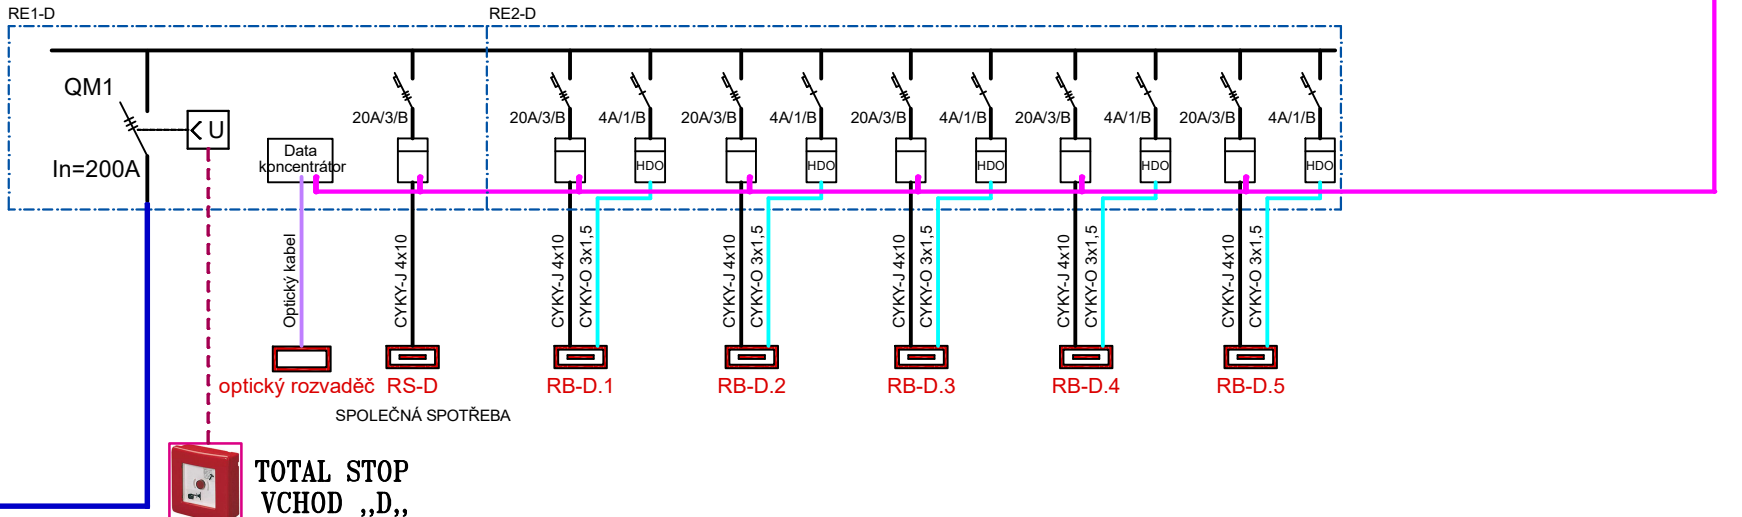 RE1-D
RE2-D
QM1
<U
In=200A
Data
koncentrátor
20A/3/B
20A/3/B
4A/1/B
20A/3/B
4A/1/B
20A/3/B
4A/1/B
20A/3/B
4A/1/B
20A/3/B
4A/1/B
HDO
HDO
HDO
HDO
HDO
Optický kabel
CYKY-J 4x10
CYKY-J 4x10
CYKY-O 3x1,5
CYKY-J 4x10
CYKY-O 3x1,5
CYKY-J 4x10
CYKY-O 3x1,5
CYKY-J 4x10
CYKY-O 3x1,5
CYKY-J 4x10
CYKY-O 3x1,5
optický rozvaděč
RS-D
RB-D.1
RB-D.2
RB-D.3
RB-D.4
RB-D.5
SPOLEČNÁ SPOTŘEBA
TOTAL STOP
VCHOD ,,D,,